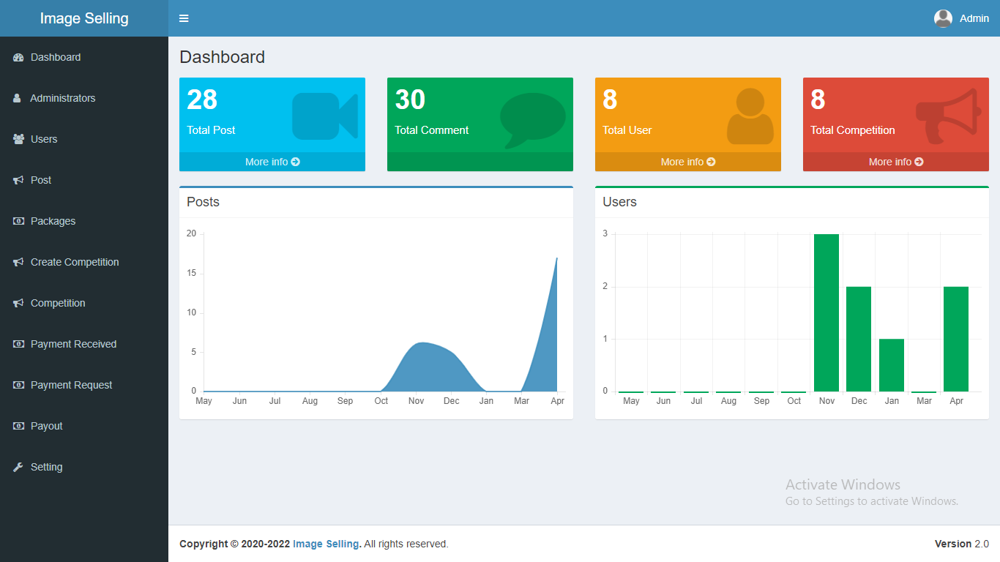 Image Selling
Admin
Dashboard
Administrators
Users
Post
Packages
Create Competition
Competition
Payment Received
Payment Request
Payout
Setting
Dashboard
28
Total Post
More info
30
Total Comment
8
Total User
More info
8
Total Competition
More info
Posts
20
15
10
5
0
May Jun Jul Aug Sep Oct Nov Dec Jan Mar Apr
Users
3
2
1
0
May Jun Jul Aug Sep Oct Nov Dec Jan Mar Apr
Activate Windows
Go to Settings to activate Windows.
Copyright © 2020-2022 Image Selling. All rights reserved.
Version 2.0